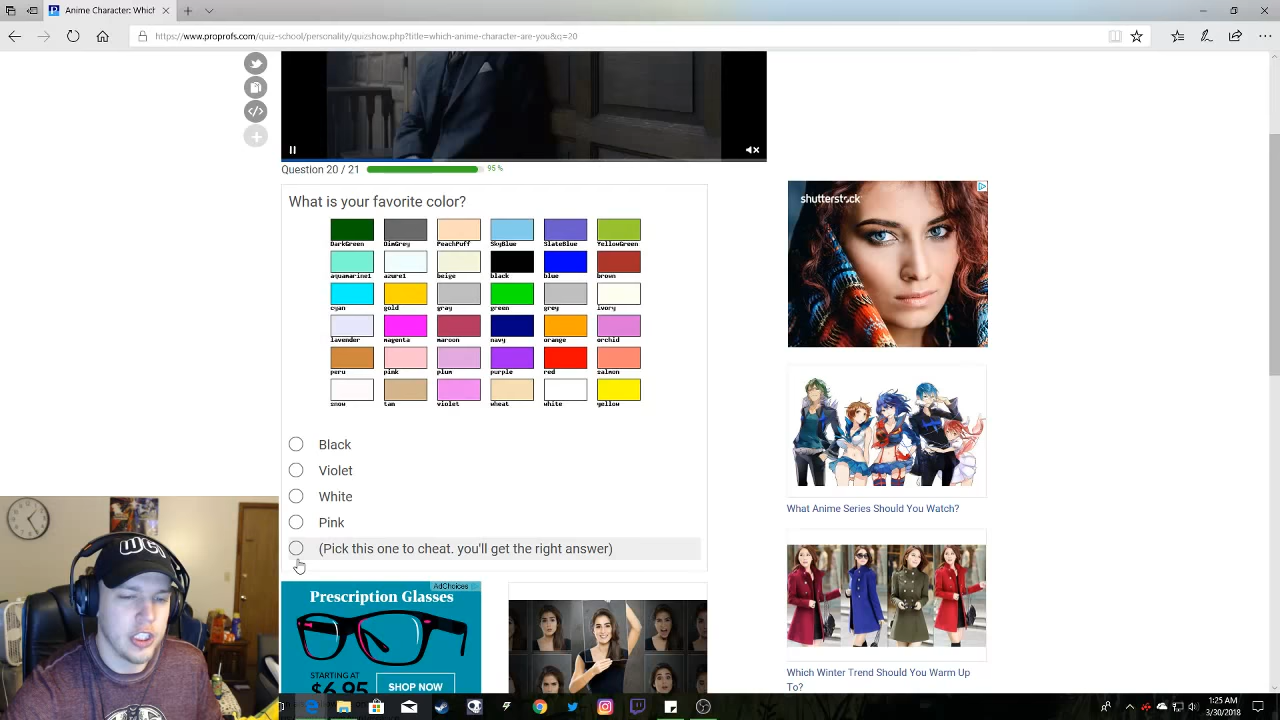 Anime Character: Which
https://www.proprofs.com/quiz-school/personality/quizshow.php?title=which-anime-character-are-you&q=20
Question 20 / 21
95 %
What is your favorite color?
DarkGreen DimGrey PeachPuff SkyBlue SlateBlue YellowGreen
aquamarine1 azure1 beige black blue brown
cyan gold gray green grey ivory
lavender magenta maroon navy orange orchid
peru pink plum purple red salmon
snow tan violet wheat white yellow
Black
Violet
White
Pink
(Pick this one to cheat. you'll get the right answer)
shutterstock
What Anime Series Should You Watch?
Which Winter Trend Should You Warm Up
To?
AdChoices
Prescription Glasses
STARTING AT
$6.95
SHOP NOW
1:25 AM
3/30/2018